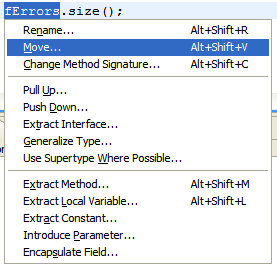 fErrors.size();
Rename... Alt+Shift+R
Move... Alt+Shift+V
Change Method Signature... Alt+Shift+C
Pull Up...
Push Down...
Extract Interface...
Generalize Type...
Use Supertype Where Possible...
Extract Method... Alt+Shift+M
Extract Local Variable... Alt+Shift+L
Extract Constant...
Introduce Parameter...
Encapsulate Field...